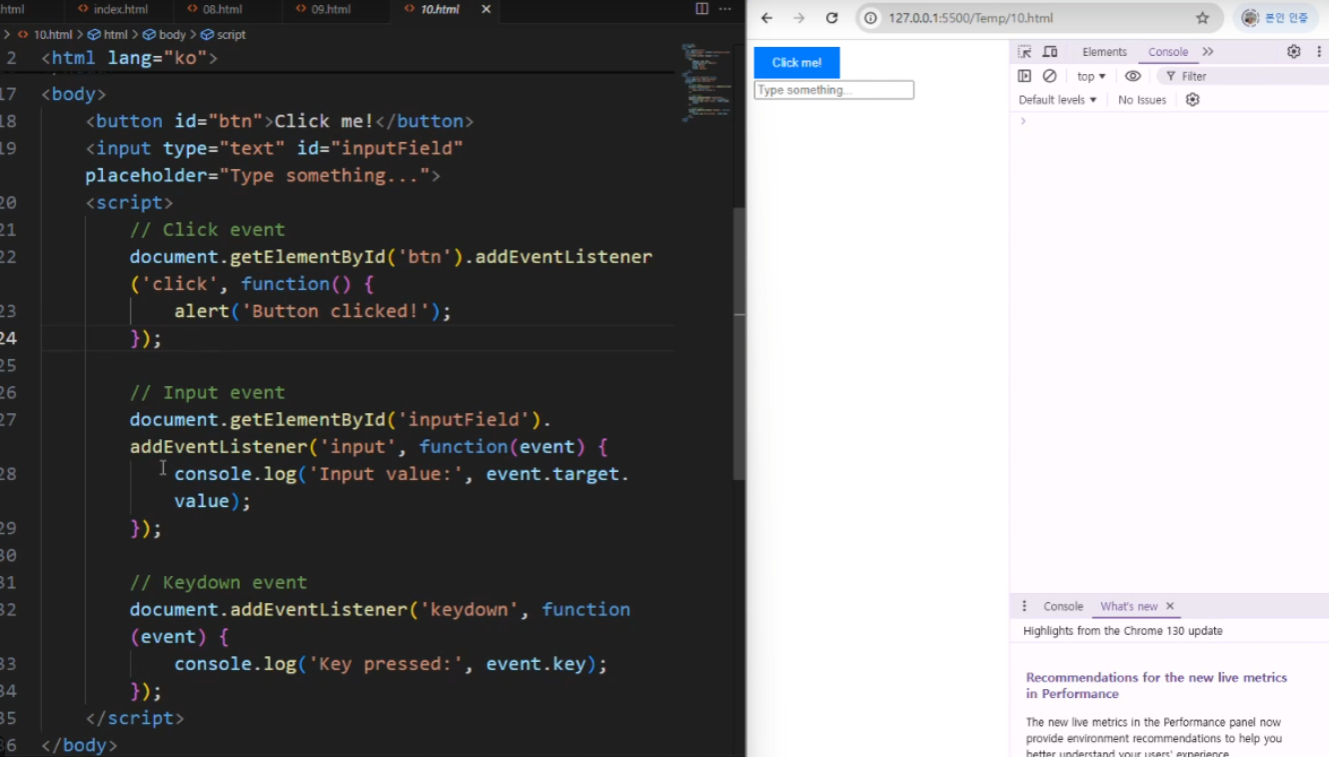 html
index.html
08.html
09.html
10.html
10.html > html > body > script
2 <html lang="ko">
17 <body>
18 <button id="btn">Click me!</button>
19 <input type="text" id="inputField"
placeholder="Type something...">
20 <script>
21 // Click event
22 document.getElementById('btn').addEventListener
('click', function() {
23 alert('Button clicked!');
24 });
25
26 // Input event
27 document.getElementById('inputField').
addEventListener('input', function(event) {
28 console.log('Input value:', event.target.
value);
29 });
30
31 // Keydown event
32 document.addEventListener('keydown', function
(event) {
33 console.log('Key pressed:', event.key);
34 });
35 </script>
36 </body>
127.0.0.1:5500/Temp/10.html
본인 인증
Click me!
Type something...
Elements Console
top
Filter
Default levels
No Issues
Console What's new
Highlights from the Chrome 130 update
Recommendations for the new live metrics
in Performance
The new live metrics in the Performance panel now
provide environment recommendations to help you
better understand your users' experience